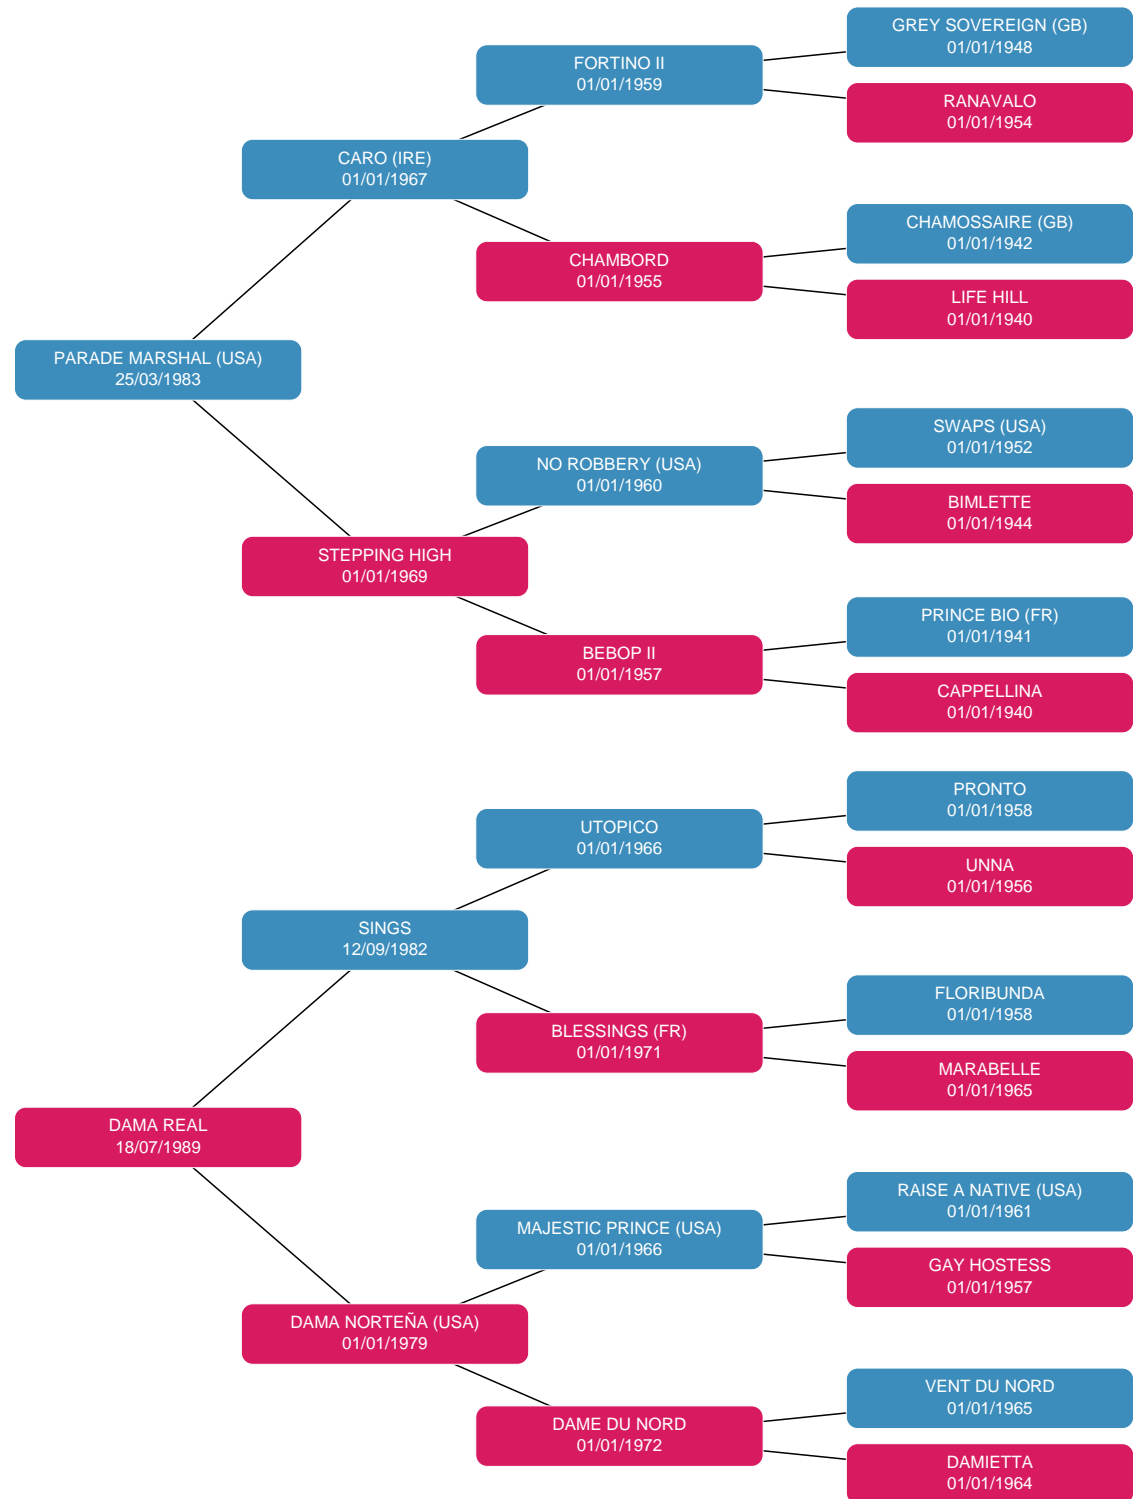 GREY SOVEREIGN (GB)
01/01/1948
FORTINO II
01/01/1959
RANAVALO
01/01/1954
CARO (IRE)
01/01/1967
CHAMOSSAIRE (GB)
01/01/1942
CHAMBORD
01/01/1955
LIFE HILL
01/01/1940
PARADE MARSHAL (USA)
25/03/1983
SWAPS (USA)
01/01/1952
NO ROBBERY (USA)
01/01/1960
BIMLETTE
01/01/1944
STEPPING HIGH
01/01/1969
PRINCE BIO (FR)
01/01/1941
BEBOP II
01/01/1957
CAPPELLINA
01/01/1940
PRONTO
01/01/1958
UTOPICO
01/01/1966
UNNA
01/01/1956
SINGS
12/09/1982
FLORIBUNDA
01/01/1958
BLESSINGS (FR)
01/01/1971
MARABELLE
01/01/1965
DAMA REAL
18/07/1989
RAISE A NATIVE (USA)
01/01/1961
MAJESTIC PRINCE (USA)
01/01/1966
GAY HOSTESS
01/01/1957
DAMA NORTEÑA (USA)
01/01/1979
VENT DU NORD
01/01/1965
DAME DU NORD
01/01/1972
DAMIETTA
01/01/1964